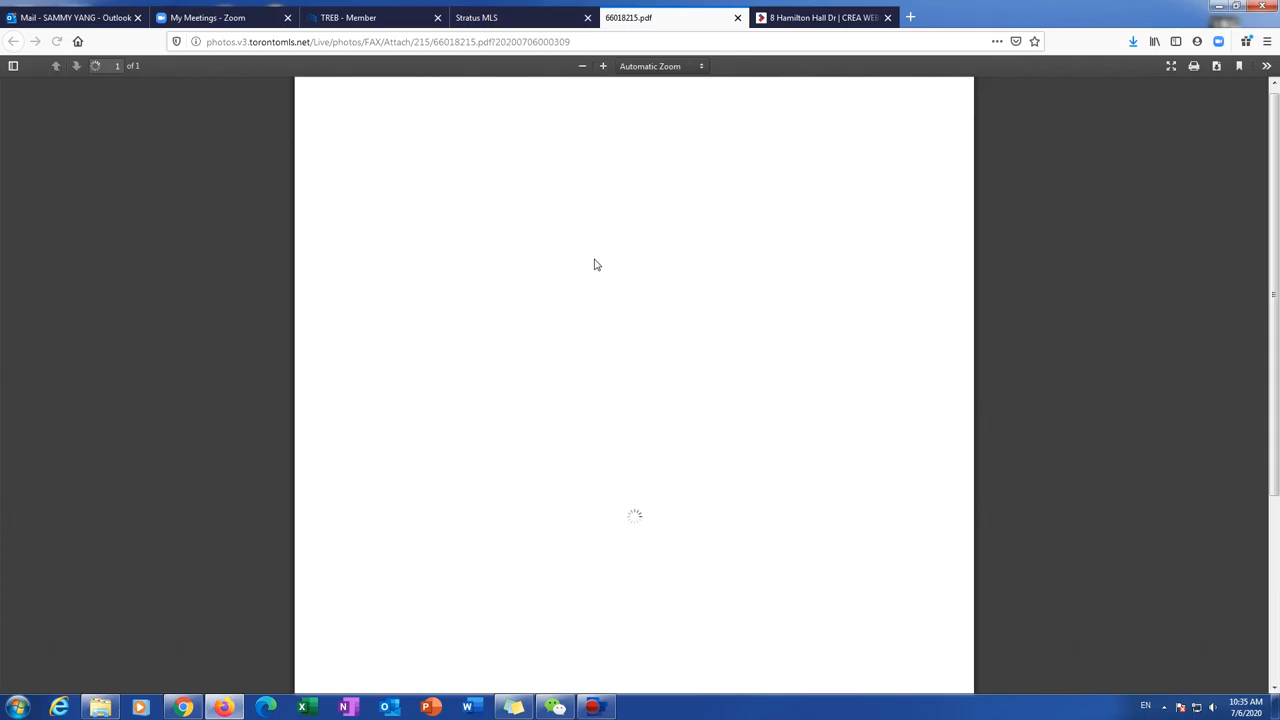 Mail - SAMMY YANG - Outlook
My Meetings - Zoom
TREB - Member
Stratus MLS
66018215.pdf
8 Hamilton Hall Dr | CREA WEB
photos.v3.torontomls.net/Live/photos/FAX/Attach/215/66018215.pdf?20200706000309
1 of 1
Automatic Zoom
EN
10:35 AM
7/6/2020